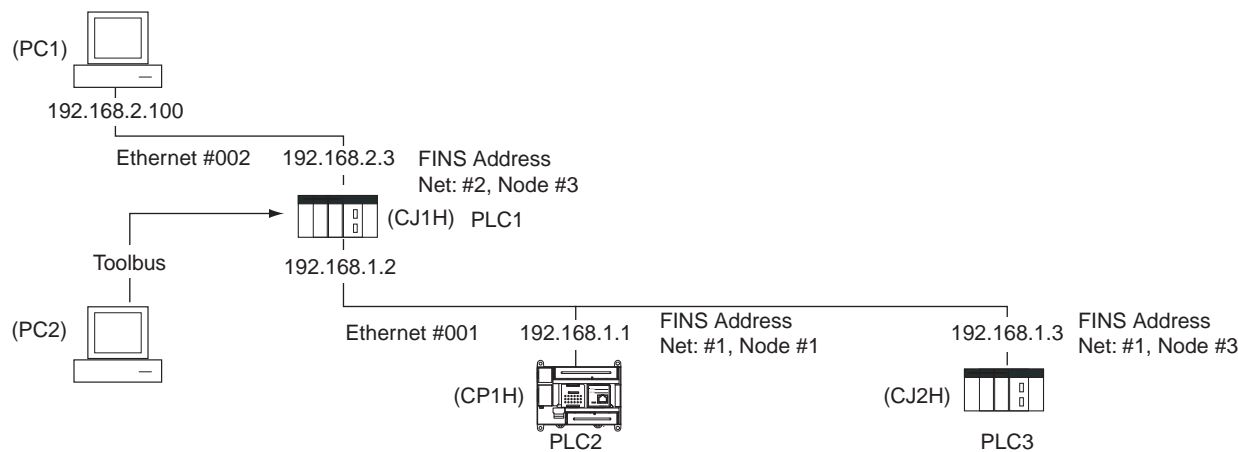 (PC1)
192.168.2.100
Ethernet #002
192.168.2.3
FINS Address
Net: #2, Node #3
(CJ1H)
PLC1
Toolbus
192.168.1.2
(PC2)
Ethernet #001
192.168.1.1
FINS Address
Net: #1, Node #1
192.168.1.3
FINS Address
Net: #1, Node #3
(CP1H)
PLC2
(CJ2H)
PLC3